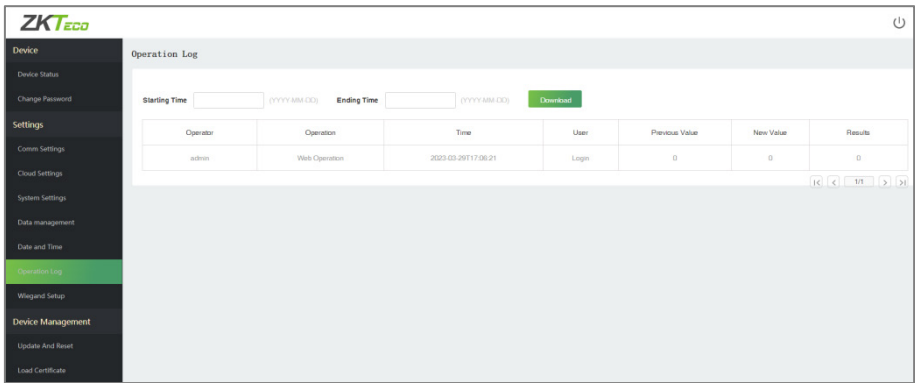 ZKTeco
Device
Device Status
Change Password
Settings
Comm Settings
Cloud Settings
System Settings
Data management
Date and Time
Operation Log
Wiegand Setup
Device Management
Update And Reset
Load Certificate
Operation Log
Starting Time (YYYY-MM-DD) Ending Time (YYYY-MM-DD) Download
Operator Operation Time User Previous Value New Value Results
admin Web Operation 2023-03-29T17:06:21 Login 0 0 0
1/1